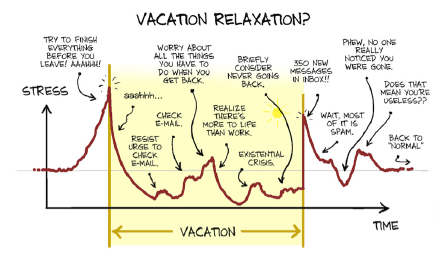 VACATION RELAXATION?
TRY TO FINISH
EVERYTHING
BEFORE YOU
LEAVE! AAAHH!
WORRY ABOUT
ALL THE THINGS
YOU HAVE TO
DO WHEN YOU
GET BACK.
BRIEFLY
CONSIDER
NEVER GOING
BACK.
350 NEW
MESSAGES
IN INBOX!!
PHEW, NO ONE
REALLY
NOTICED YOU
WERE GONE.
DOES THAT
MEAN YOU'RE
USELESS??
STRESS
aaahhh...
CHECK
E-MAIL.
REALIZE
THERE'S
MORE TO LIFE
THAN WORK.
WAIT, MOST
OF IT IS
SPAM.
RESIST
URGE TO
CHECK
E-MAIL.
EXISTENTIAL
CRISIS.
BACK TO
"NORMAL"
TIME
VACATION